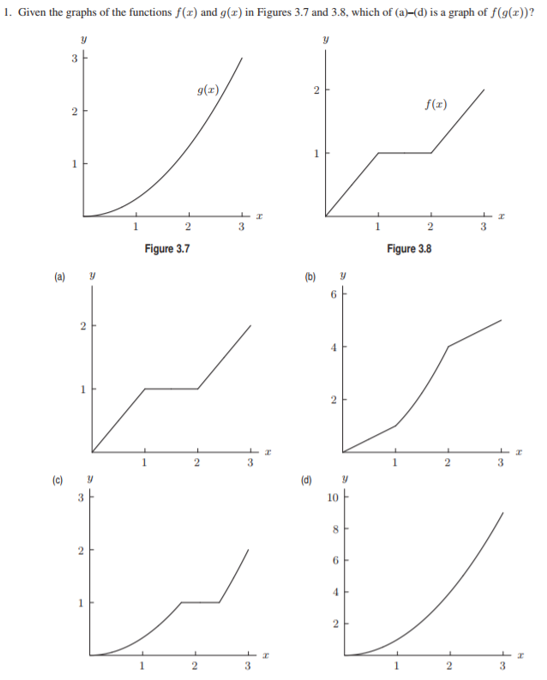 1. Given the graphs of the functions f(x) and g(x) in Figures 3.7 and 3.8, which of (a)–(d) is a graph of f(g(x))?
y
3
2
1
g(x)
1 2 3 x
Figure 3.7
y
2
1
f(x)
1 2 3 x
Figure 3.8
(a) y
2
1
1 2 3 x
(b) y
6
4
2
1 2 3 x
(c) y
3
2
1
1 2 3 x
(d) y
10
8
6
4
2
1 2 3 x